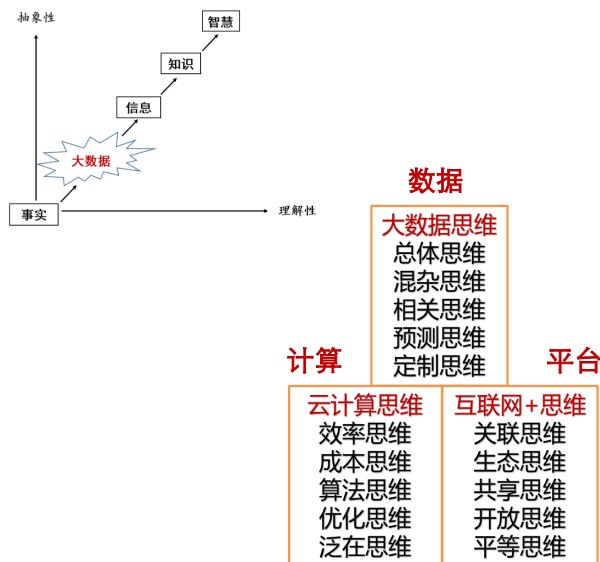 抽象性
智慧
知识
信息
大数据
事实
理解性
数据
大数据思维
总体思维
混杂思维
相关思维
预测思维
定制思维
计算
云计算思维
效率思维
成本思维
算法思维
优化思维
泛在思维
平台
互联网+思维
关联思维
生态思维
共享思维
开放思维
平等思维